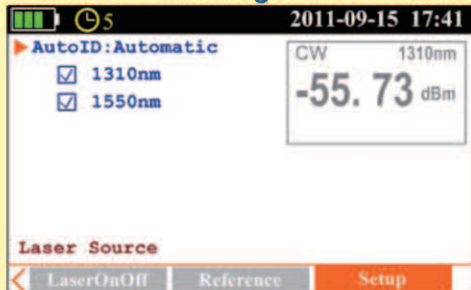 5 2011-09-15 17:41
AutoID:Automatic
1310nm
1550nm
CW 1310nm
-55.73 dBm
Laser Source
LaserOnOff Reference Setup